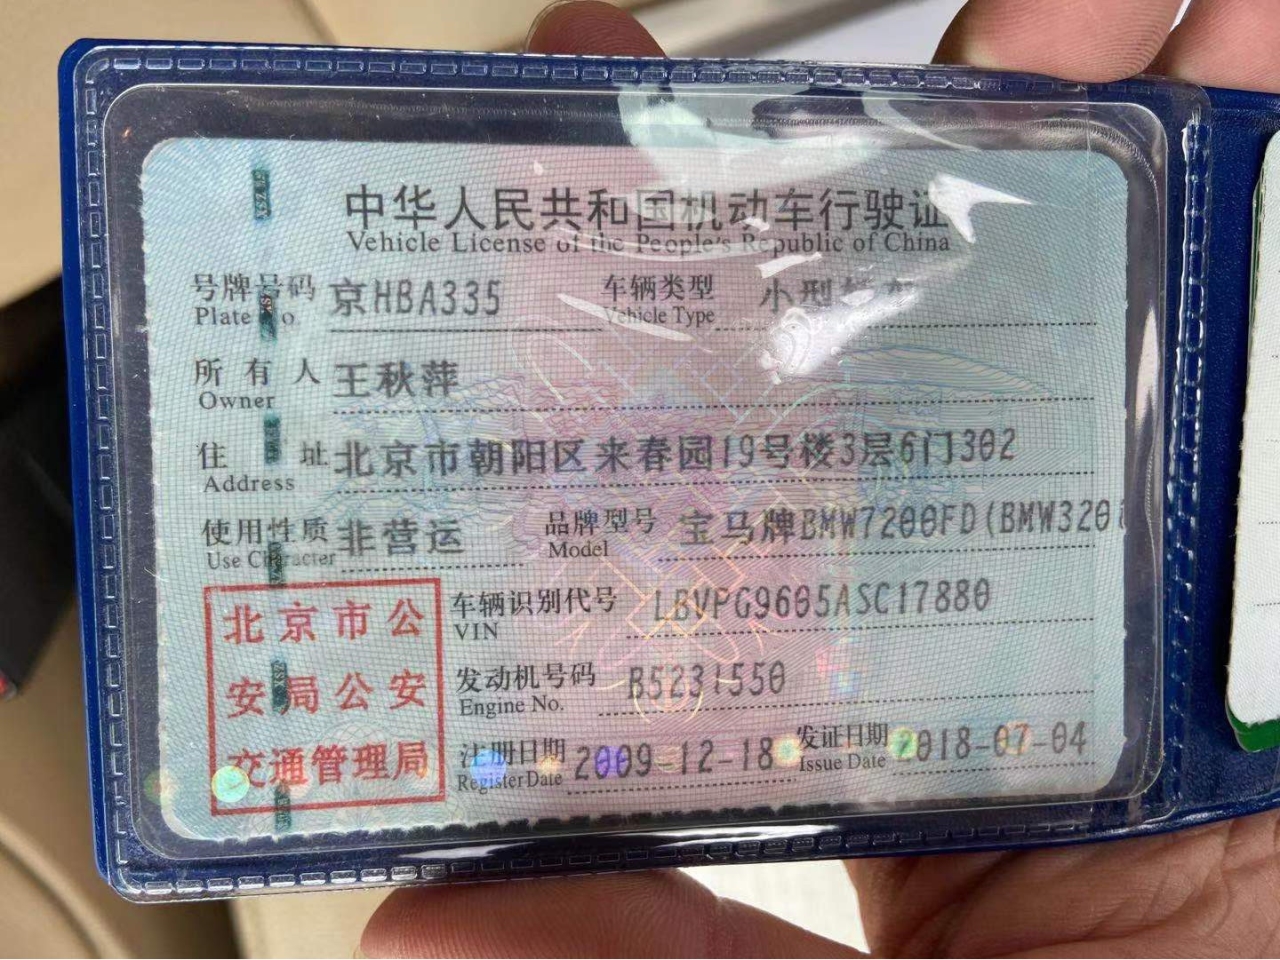 中华人民共和国机动车行驶证
Vehicle License of the People's Republic of China
号牌号码 京HBA335 车辆类型 小型轿车
Plate No. Vehicle Type
所有人 王秋萍
Owner
住址 北京市朝阳区来春园19号楼3层6门302
Address
使用性质 非营运 品牌型号 宝马牌BMW7200FD(BMW320i
Use Character Model
车辆识别代号 LBVPG9605ASC17880
VIN
发动机号码 B5231550
Engine No.
注册日期 2009-12-18 发证日期 2018-07-04
Register Date Issue Date
北京市公
安局公安
交通管理局